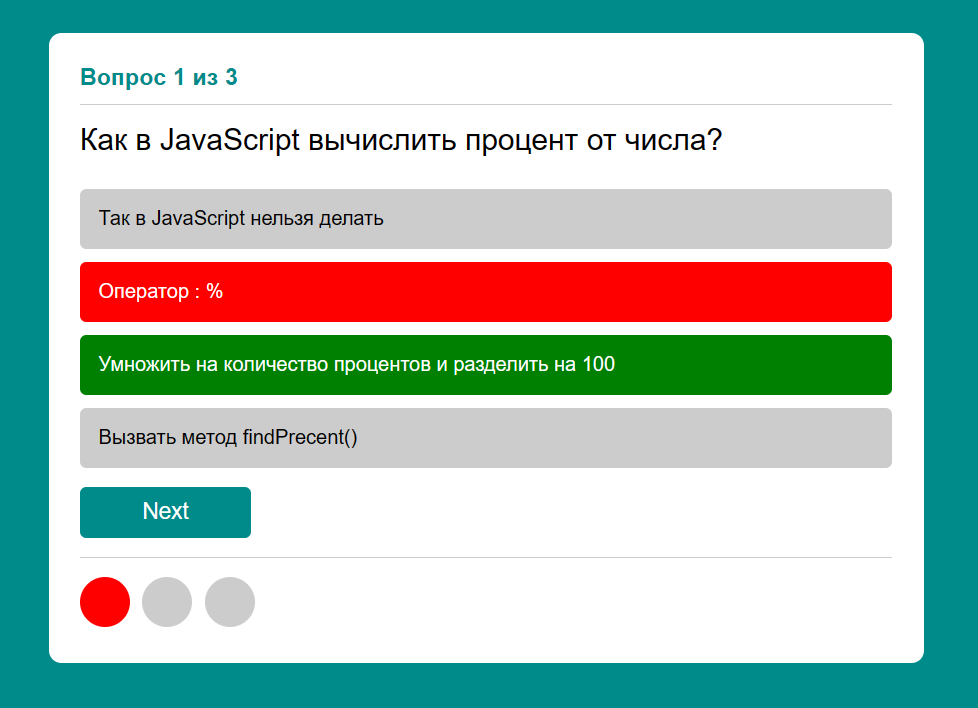 Вопрос 1 из 3
Как в JavaScript вычислить процент от числа?
Так в JavaScript нельзя делать
Оператор : %
Умножить на количество процентов и разделить на 100
Вызвать метод findPrecent()
Next